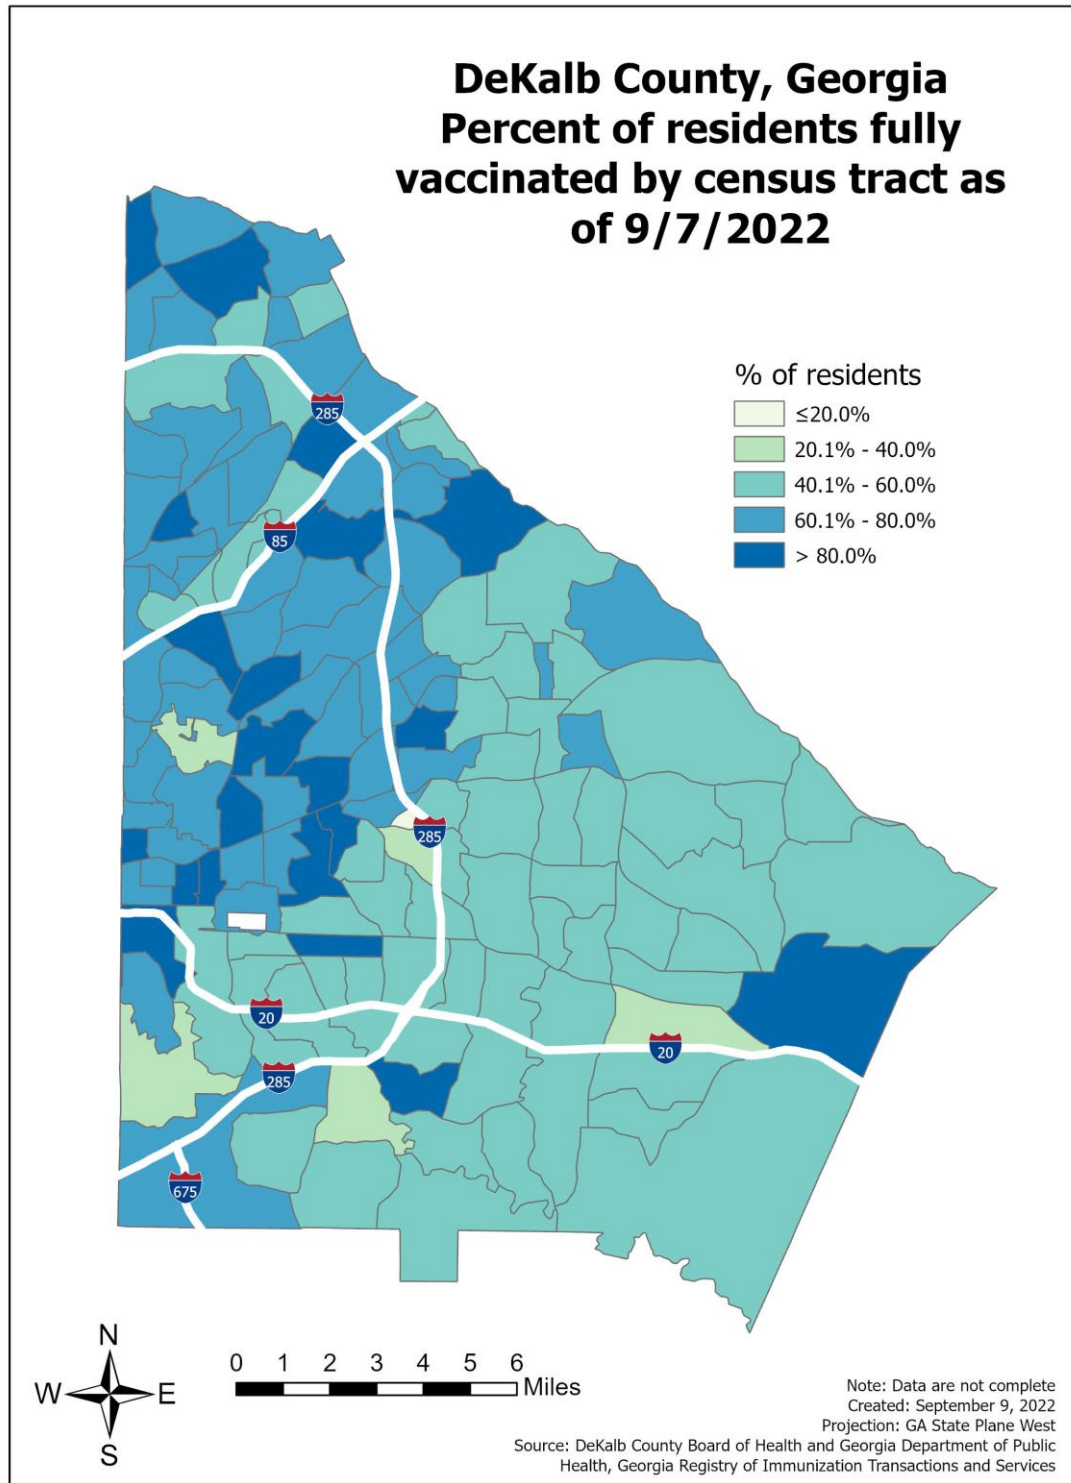 DeKalb County, Georgia
Percent of residents fully
vaccinated by census tract as
of 9/7/2022
% of residents
≤20.0%
20.1% - 40.0%
40.1% - 60.0%
60.1% - 80.0%
> 80.0%
285
85
285
20
20
285
675
N
W E
S
0 1 2 3 4 5 6
Miles
Note: Data are not complete
Created: September 9, 2022
Projection: GA State Plane West
Source: DeKalb County Board of Health and Georgia Department of Public
Health, Georgia Registry of Immunization Transactions and Services